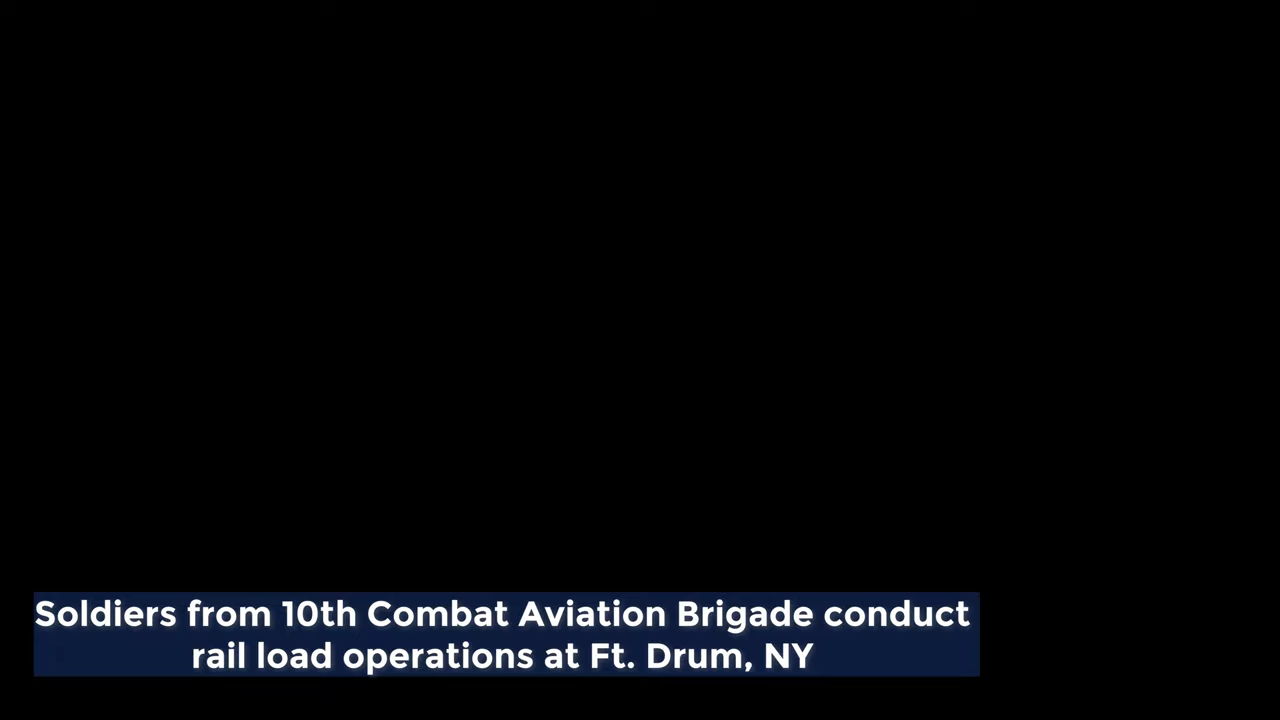 Soldiers from 10th Combat Aviation Brigade conduct
rail load operations at Ft. Drum, NY